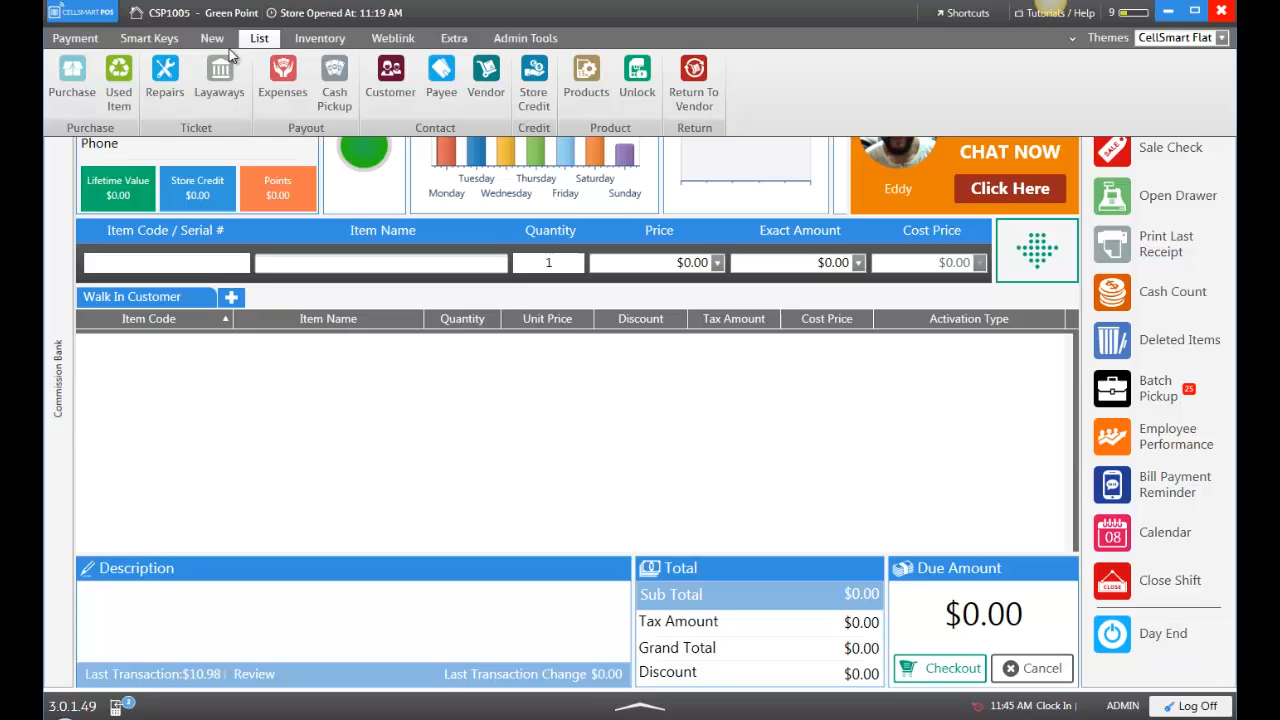 CELLSMART POS
CSP1005 - Green Point
Store Opened At: 11:19 AM
Shortcuts
Tutorials / Help
9
Payment
Smart Keys
New
List
Inventory
Weblink
Extra
Admin Tools
Themes
CellSmart Flat
Purchase
Used
Item
Repairs
Layaways
Expenses
Cash
Pickup
Customer
Payee
Vendor
Store
Credit
Products
Unlock
Return To
Vendor
Purchase
Ticket
Payout
Contact
Credit
Product
Return
Phone
Lifetime Value
$0.00
Store Credit
$0.00
Points
$0.00
Tuesday
Thursday
Saturday
Monday
Wednesday
Friday
Sunday
Eddy
CHAT NOW
Click Here
SALE
Sale Check
Open Drawer
Print Last
Receipt
Cash Count
Deleted Items
Batch
Pickup
25
Employee
Performance
Bill Payment
Reminder
08
Calendar
CLOSE
Close Shift
Day End
Item Code / Serial #
Item Name
Quantity
Price
Exact Amount
Cost Price
1
$0.00
$0.00
$0.00
Walk In Customer
Item Code
Item Name
Quantity
Unit Price
Discount
Tax Amount
Cost Price
Activation Type
Commission Bank
Description
Last Transaction:$10.98
Review
Last Transaction Change $0.00
Total
Sub Total
$0.00
Tax Amount
$0.00
Grand Total
$0.00
Discount
$0.00
Due Amount
$0.00
Checkout
Cancel
3.0.1.49
2
11:45 AM Clock In
ADMIN
Log Off